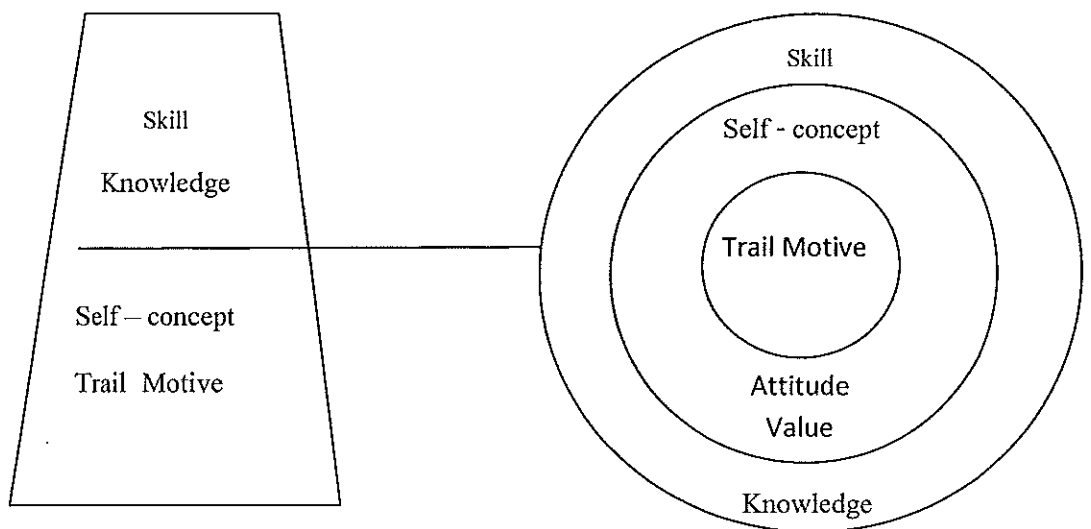 Skill
Knowledge
Self – concept
Trail Motive
Skill
Self - concept
Trail Motive
Attitude
Value
Knowledge